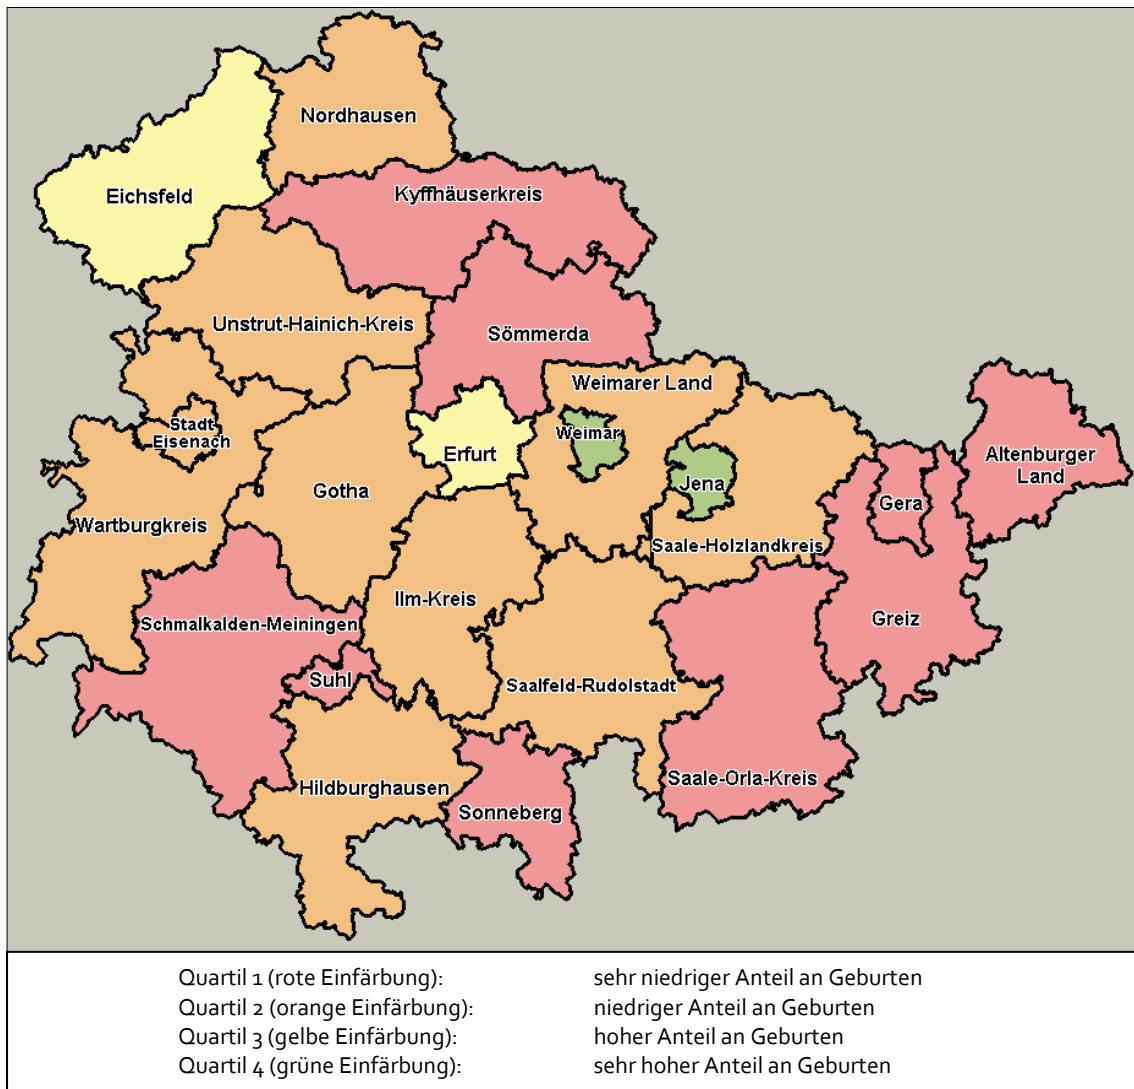 Nordhausen
Eichsfeld
Kyffhäuserkreis
Unstrut-Hainich-Kreis
Sömmerda
Weimarer Land
Stadt
Eisenach
Erfurt
Weimar
Jena
Altenburger
Land
Gotha
Gera
Wartburgkreis
Saale-Holzlandkreis
Ilm-Kreis
Schmalkalden-Meiningen
Greiz
Suhl
Saalfeld-Rudolstadt
Hildburghausen
Saale-Orla-Kreis
Sonneberg
Quartil 1 (rote Einfärbung): sehr niedriger Anteil an Geburten
Quartil 2 (orange Einfärbung): niedriger Anteil an Geburten
Quartil 3 (gelbe Einfärbung): hoher Anteil an Geburten
Quartil 4 (grüne Einfärbung): sehr hoher Anteil an Geburten